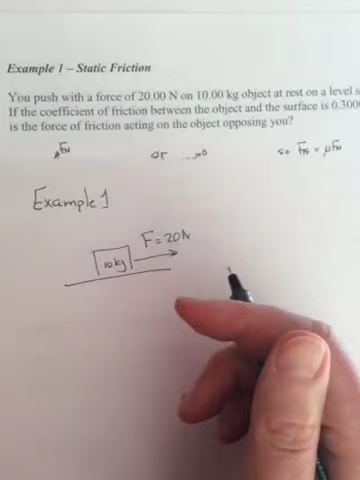 Example 1 – Static Friction
You push with a force of 20.00 N on 10.00 kg object at rest on a level s
If the coefficient of friction between the object and the surface is 0.300
is the force of friction acting on the object opposing you?
or so
Example 1
F = 20N
10kg